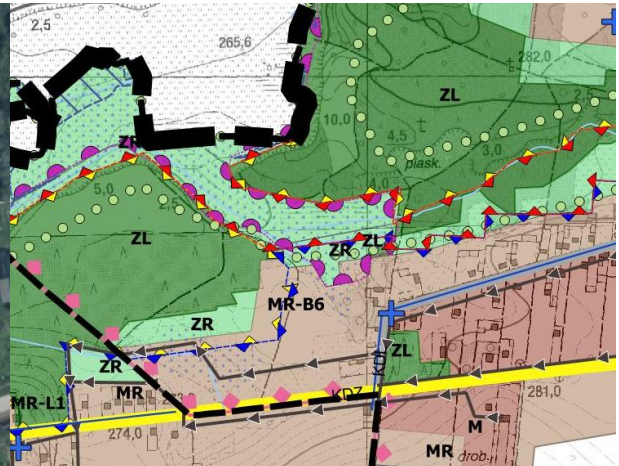 2,5
265,6
282,0
ZL
10,0
4,5
piask.
3,0
2,5
ZR
5,0
2,5
4,0
ZL
ZR
ZL
MR-B6
ZR
ZL
ZR
MR
MR-L1
KDZ
281,0
274,0
M
MR
drob.